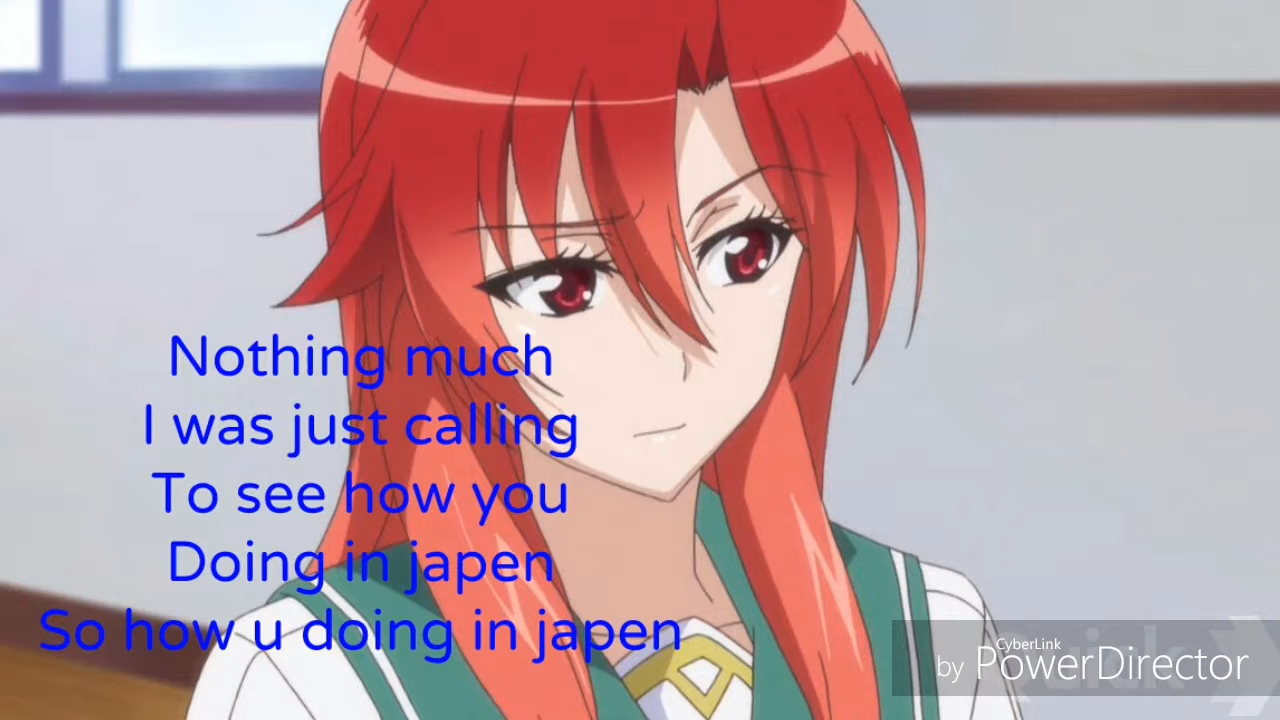 Nothing much
I was just calling
To see how you
Doing in japen
So how u doing in japen
CyberLink
by PowerDirector